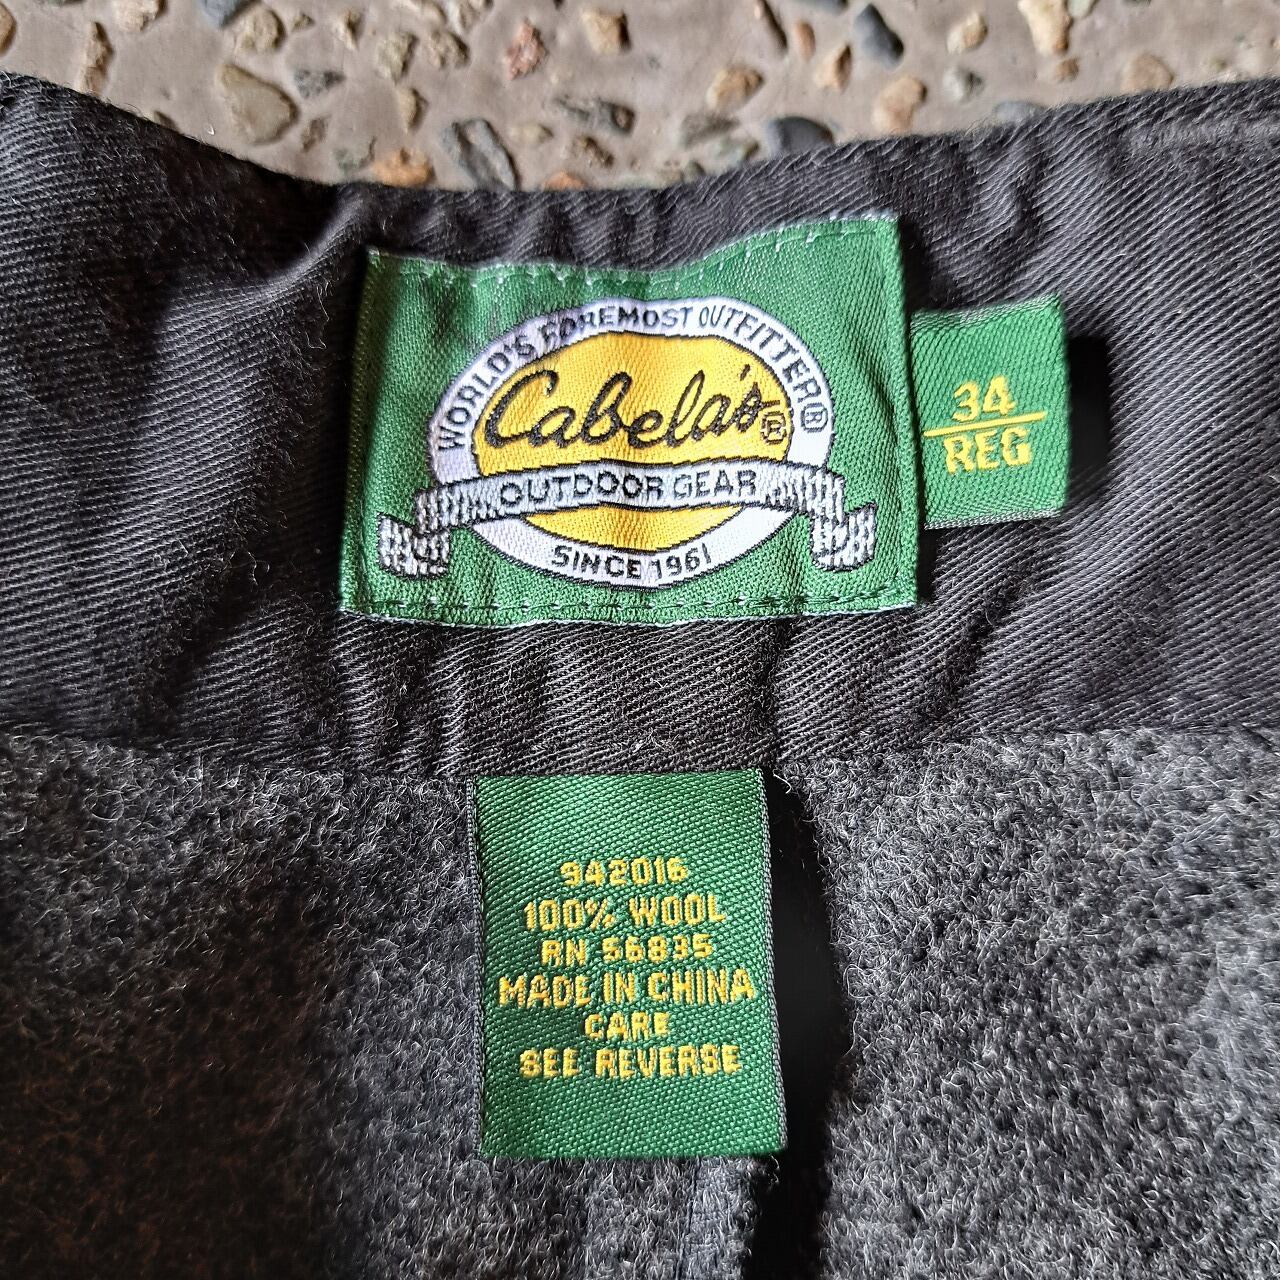 WORLD'S FOREMOST OUTFITTER®
Cabela's®
OUTDOOR GEAR
SINCE 1961
34
REG
942016
100% WOOL
RN 56835
MADE IN CHINA
CARE
SEE REVERSE